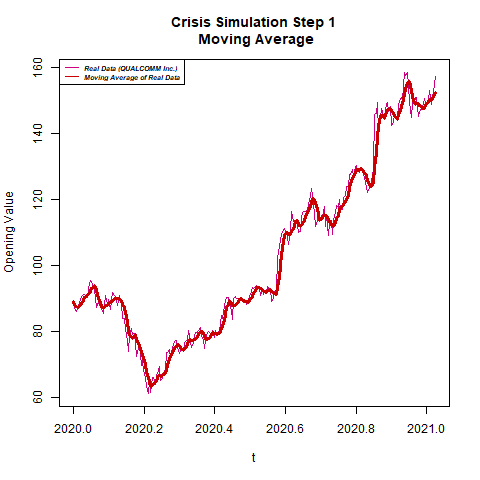 Crisis Simulation Step 1
Moving Average
Real Data (QUALCOMM Inc.)
Moving Average of Real Data
Opening Value
160
140
120
100
80
60
2020.0 2020.2 2020.4 2020.6 2020.8 2021.0
t